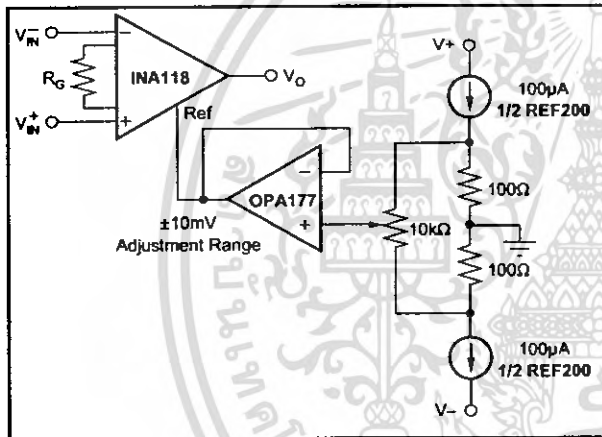 V⁻IN
INA118
RG
V⁺IN
VO
Ref
−
+
OPA177
−
+
±10mV
Adjustment Range
10kΩ
V+
100µA
1/2 REF200
100Ω
100Ω
100µA
1/2 REF200
V−